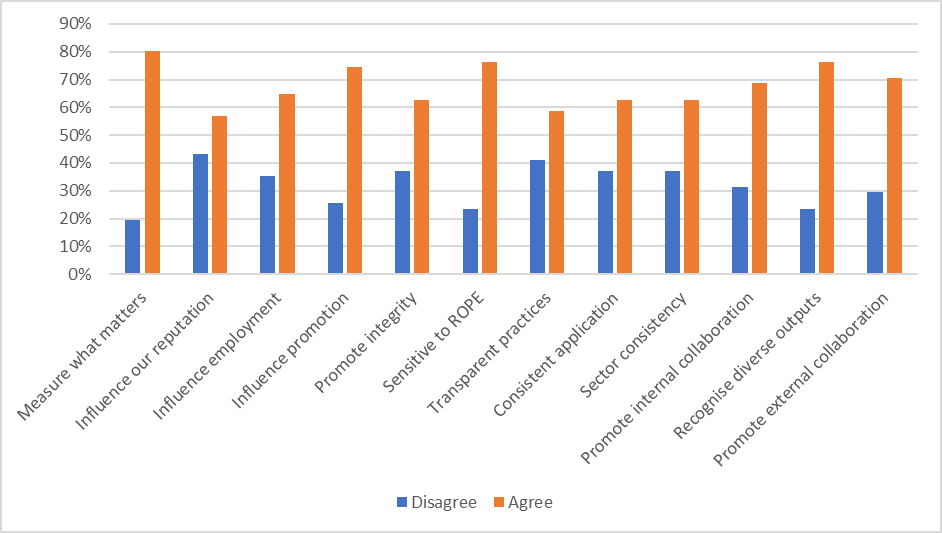 90%
80%
70%
60%
50%
40%
30%
20%
10%
0%
Measure what matters
Influence our reputation
Influence employment
Influence promotion
Promote integrity
Sensitive to ROPE
Transparent practices
Consistent application
Sector consistency
Promote internal collaboration
Recognise diverse outputs
Promote external collaboration
Disagree Agree